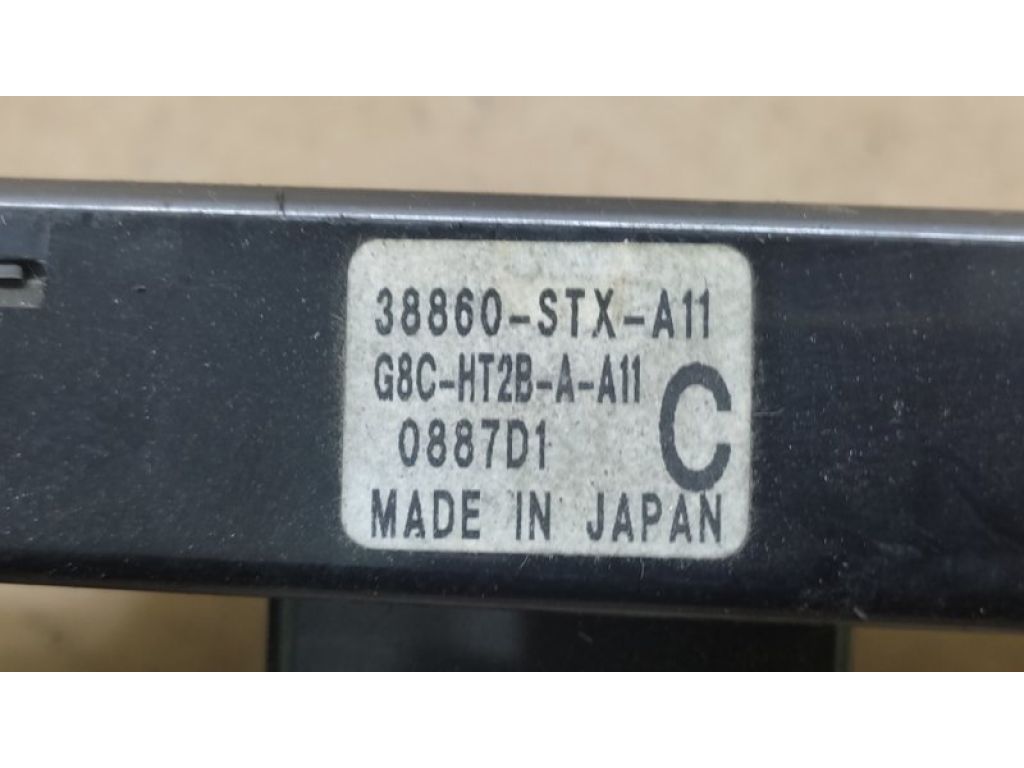 38860-STX-A11
G8C-HT2B-A-A11
0887D1 C
MADE IN JAPAN